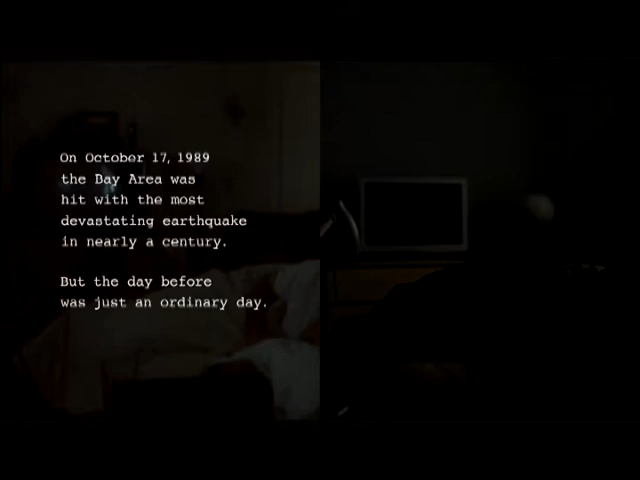 On October 17, 1989
the Bay Area was
hit with the most
devastating earthquake
in nearly a century.
But the day before
was just an ordinary day.